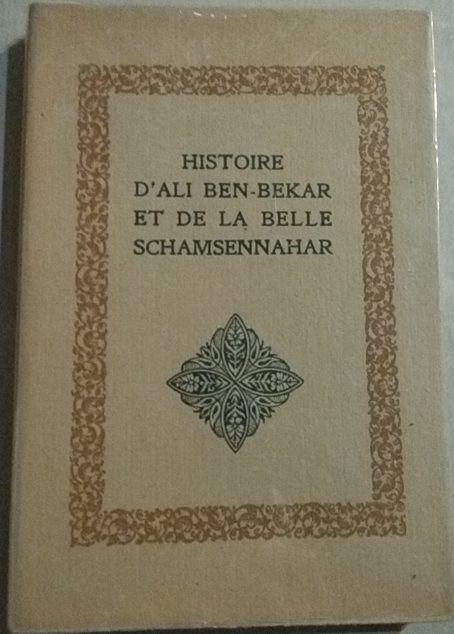 HISTOIRE
D'ALI BEN-BEKAR
ET DE LA BELLE
SCHAMSENNAHAR